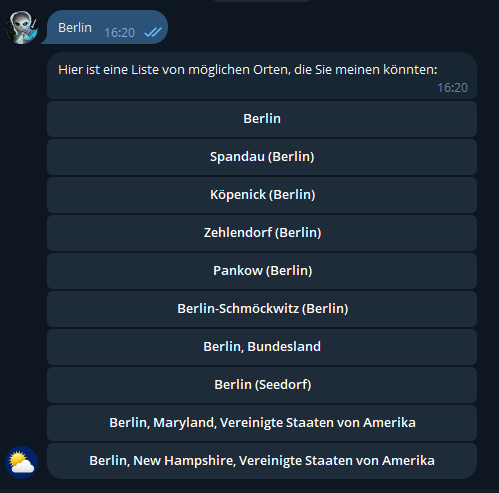 Berlin 16:20
Hier ist eine Liste von möglichen Orten, die Sie meinen könnten:
16:20
Berlin
Spandau (Berlin)
Köpenick (Berlin)
Zehlendorf (Berlin)
Pankow (Berlin)
Berlin-Schmöckwitz (Berlin)
Berlin, Bundesland
Berlin (Seedorf)
Berlin, Maryland, Vereinigte Staaten von Amerika
Berlin, New Hampshire, Vereinigte Staaten von Amerika